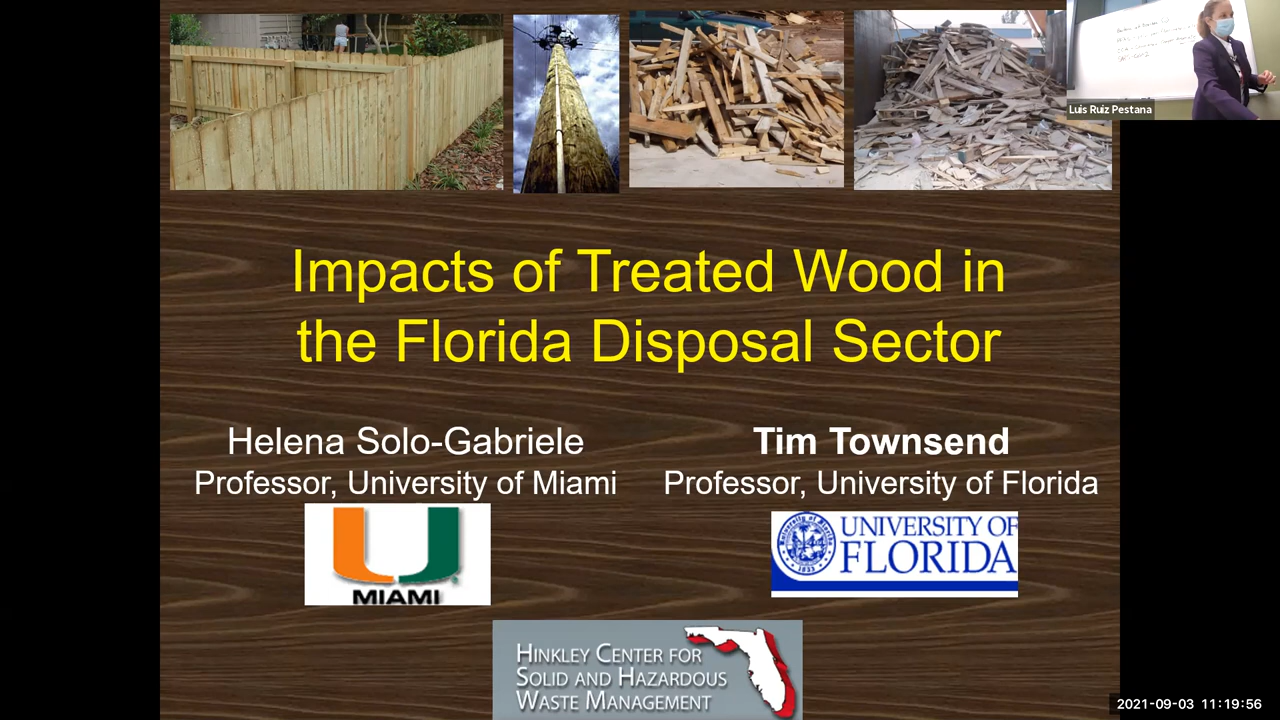 Luis Ruiz Pestana
Impacts of Treated Wood in
the Florida Disposal Sector
Helena Solo-Gabriele
Professor, University of Miami
Tim Townsend
Professor, University of Florida
MIAMI
UNIVERSITY OF
FLORIDA
HINKLEY CENTER FOR
SOLID AND HAZARDOUS
WASTE MANAGEMENT
2021-09-03 11:19:56